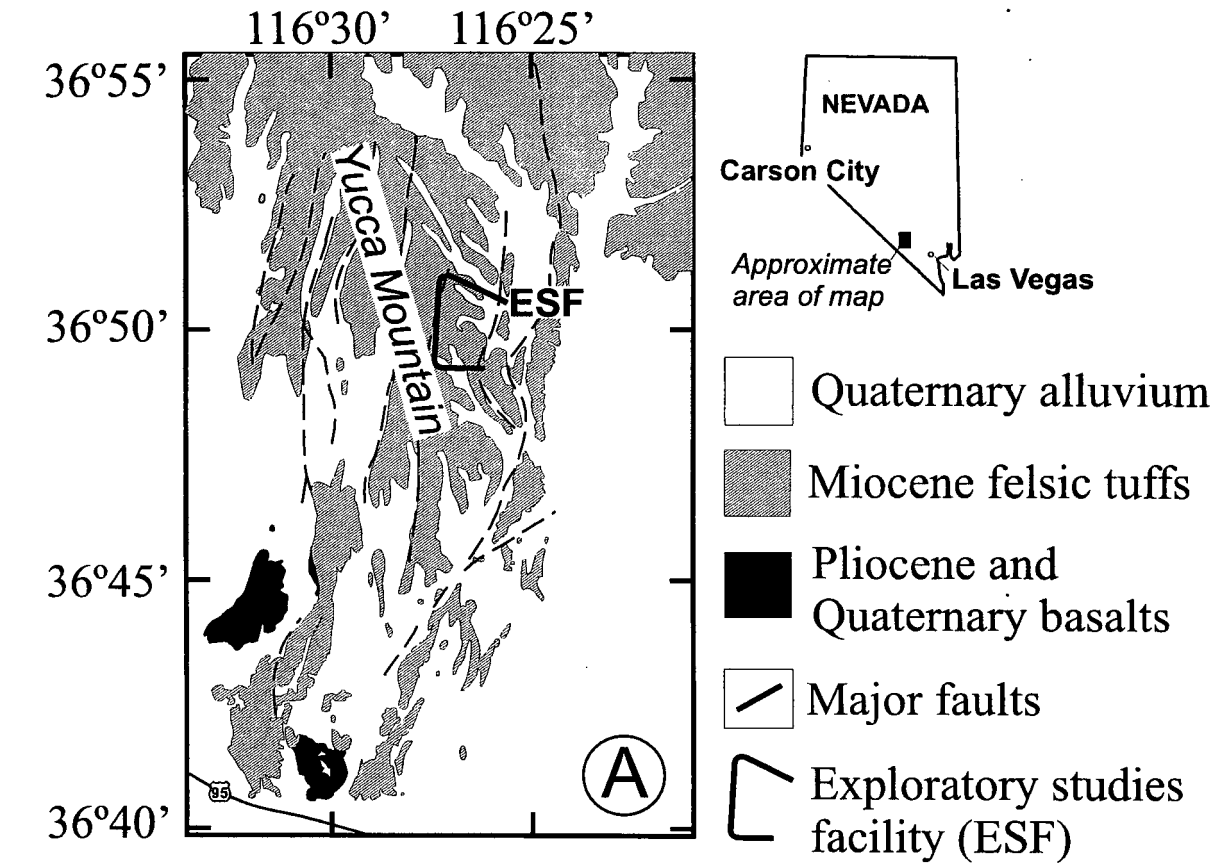 116º30’ 116º25’
36º55’
36º50’
36º45’
36º40’
Yucca Mountain
ESF
95
A
NEVADA
Carson City
Approximate
area of map
Las Vegas
Quaternary alluvium
Miocene felsic tuffs
Pliocene and
Quaternary basalts
Major faults
Exploratory studies
facility (ESF)